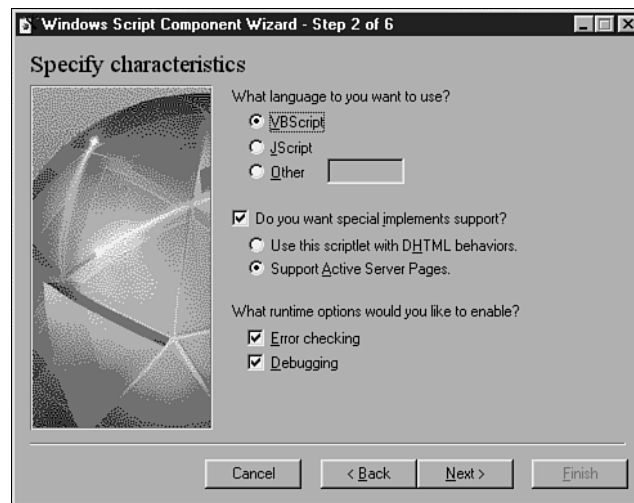 Windows Script Component Wizard - Step 2 of 6
Specify characteristics
What language to you want to use?
VBScript
JScript
Other
Do you want special implements support?
Use this scriptlet with DHTML behaviors.
Support Active Server Pages.
What runtime options would you like to enable?
Error checking
Debugging
Cancel < Back Next > Finish